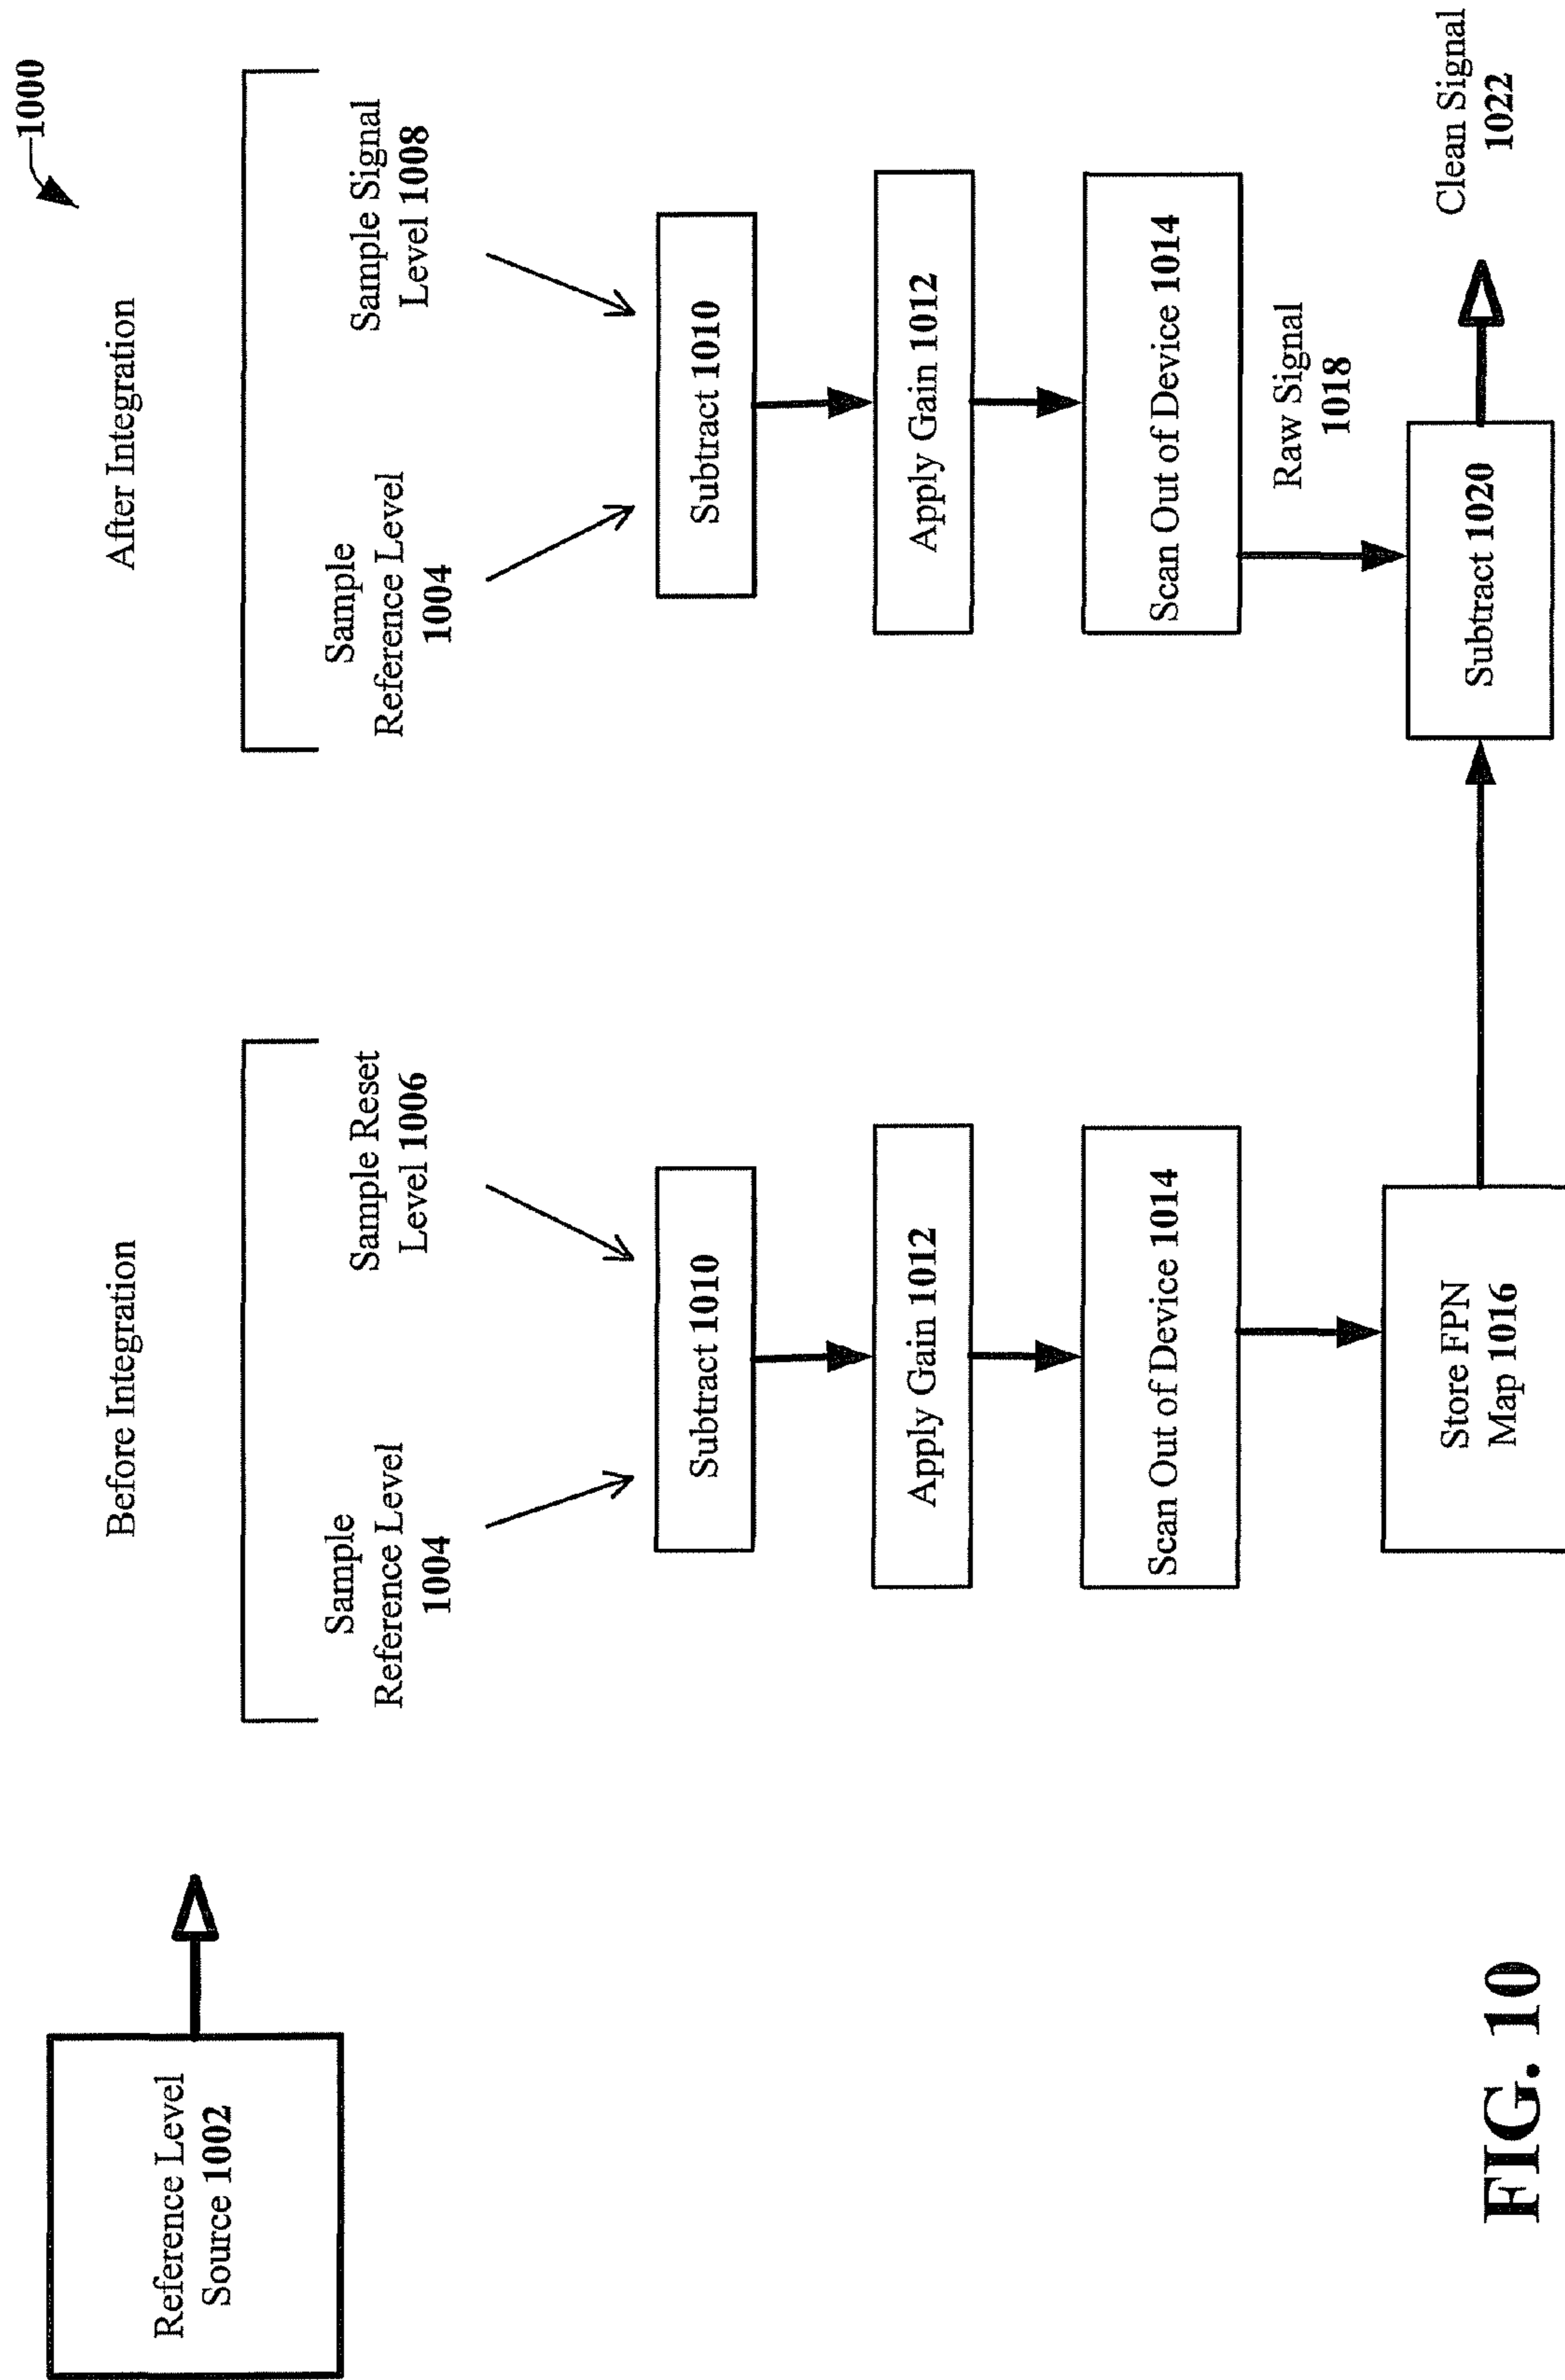 1000
Reference Level
Source 1002
Before Integration
Sample
Reference Level
1004
Sample Reset
Level 1006
Subtract 1010
Apply Gain 1012
Scan Out of Device 1014
Store FPN
Map 1016
After Integration
Sample
Reference Level
1004
Sample Signal
Level 1008
Subtract 1010
Apply Gain 1012
Scan Out of Device 1014
Raw Signal
1018
Subtract 1020
Clean Signal
1022
FIG. 10